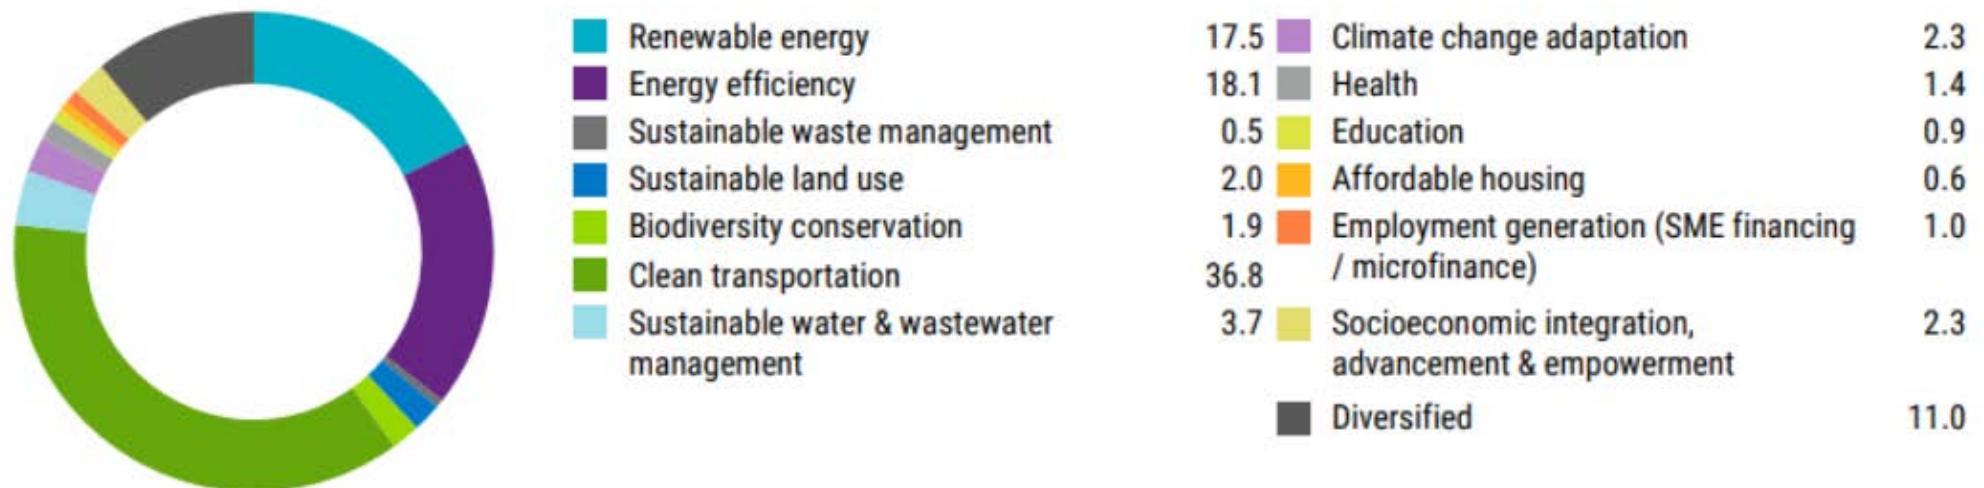 Renewable energy 17.5
Energy efficiency 18.1
Sustainable waste management 0.5
Sustainable land use 2.0
Biodiversity conservation 1.9
Clean transportation 36.8
Sustainable water & wastewater 3.7
management
Climate change adaptation 2.3
Health 1.4
Education 0.9
Affordable housing 0.6
Employment generation (SME financing 1.0
/ microfinance)
Socioeconomic integration, 2.3
advancement & empowerment
Diversified 11.0